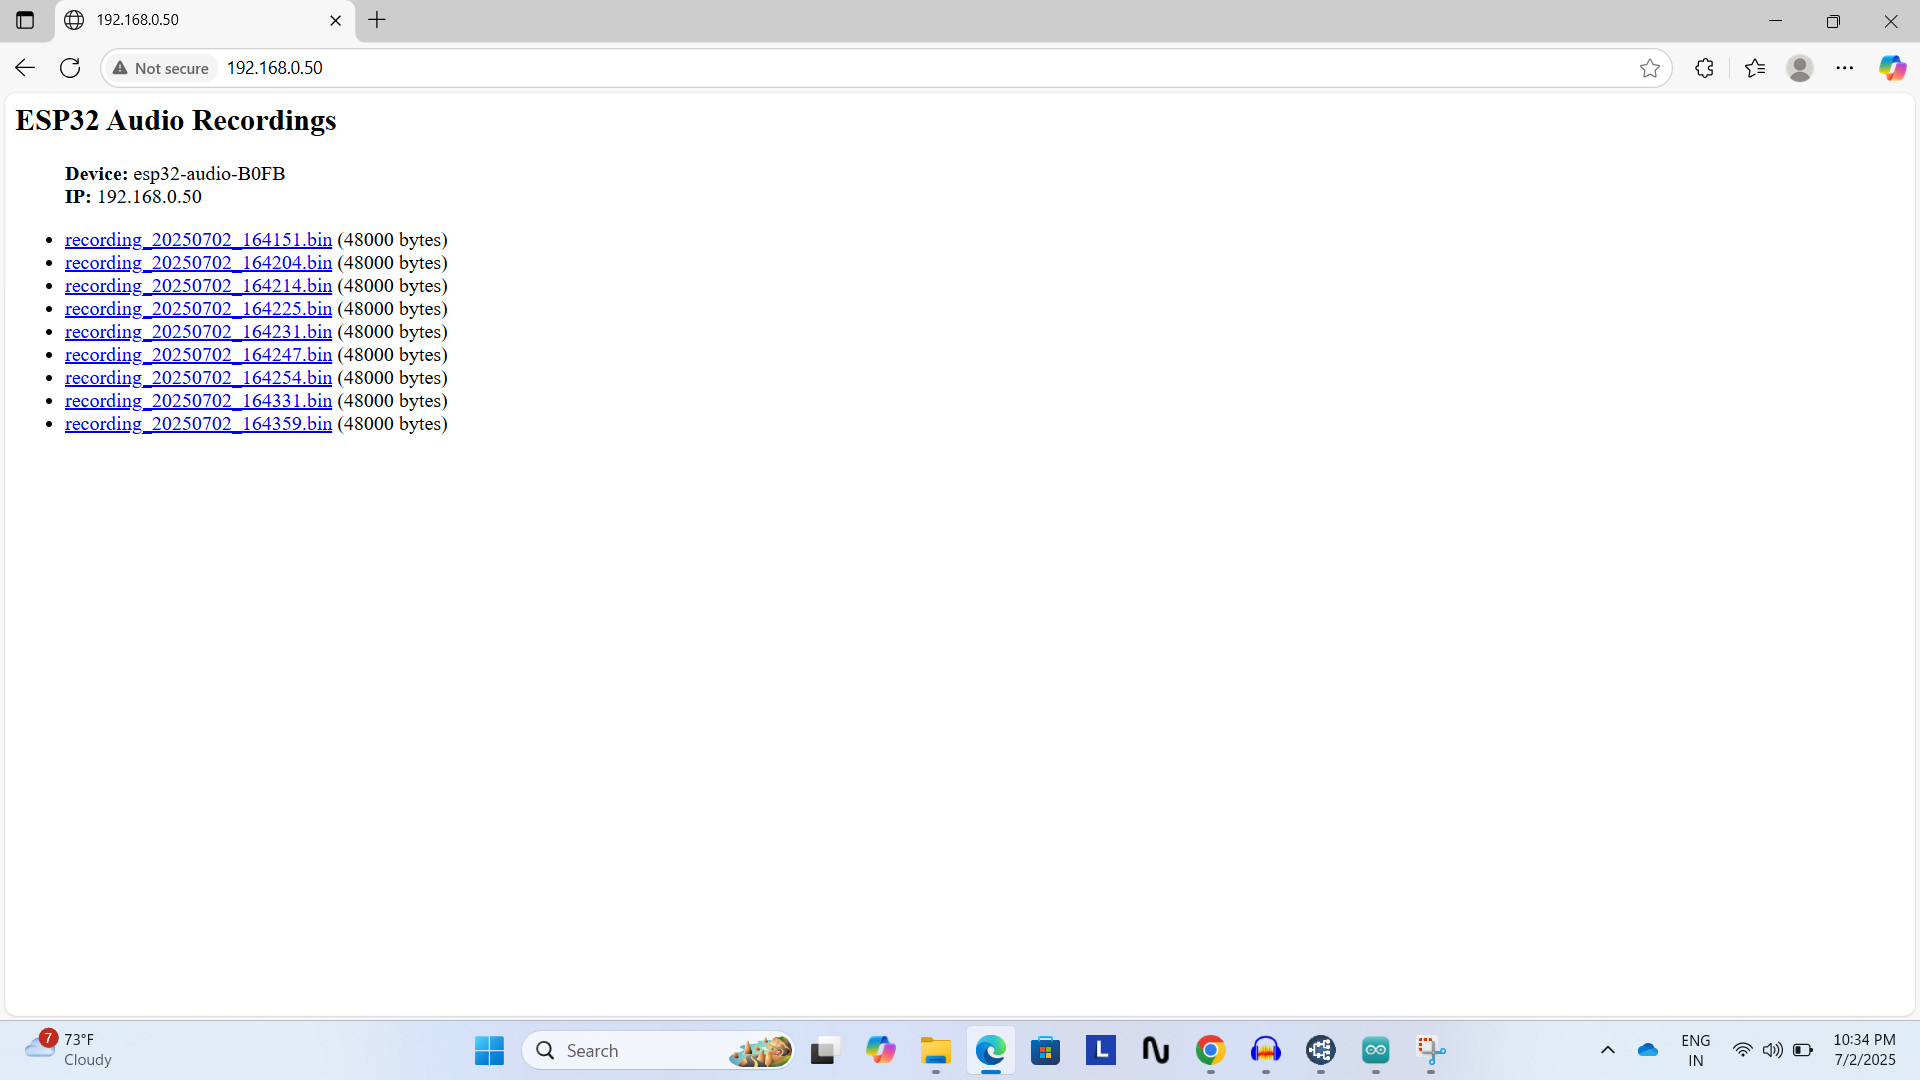 192.168.0.50
Not secure
192.168.0.50
ESP32 Audio Recordings
Device: esp32-audio-B0FB
IP: 192.168.0.50
recording_20250702_164151.bin (48000 bytes)
recording_20250702_164204.bin (48000 bytes)
recording_20250702_164214.bin (48000 bytes)
recording_20250702_164225.bin (48000 bytes)
recording_20250702_164231.bin (48000 bytes)
recording_20250702_164247.bin (48000 bytes)
recording_20250702_164254.bin (48000 bytes)
recording_20250702_164331.bin (48000 bytes)
recording_20250702_164359.bin (48000 bytes)
7
73°F
Cloudy
Search
L
ENG
IN
10:34 PM
7/2/2025